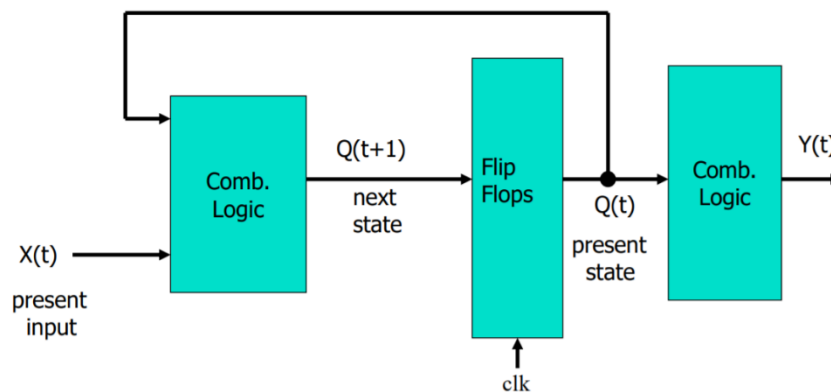 Comb.
Logic
Q(t+1)
next
state
Flip
Flops
Q(t)
present
state
Comb.
Logic
Y(t)
X(t)
present
input
clk